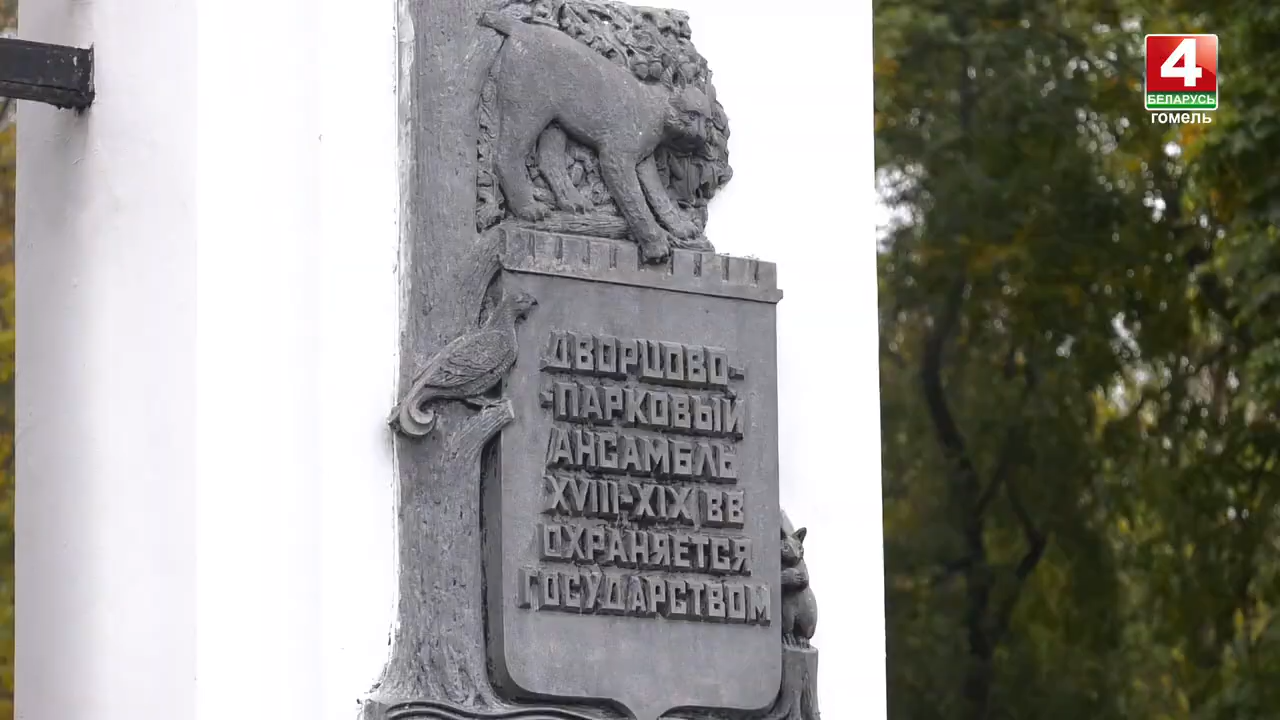 4
БЕЛАРУСЬ
ГОМЕЛЬ
ДВОРЦОВО-
-ПАРКОВЫЙ
АНСАМБЛЬ
XVIII-XIX ВВ
ОХРАНЯЕТСЯ
ГОСУДАРСТВОМ